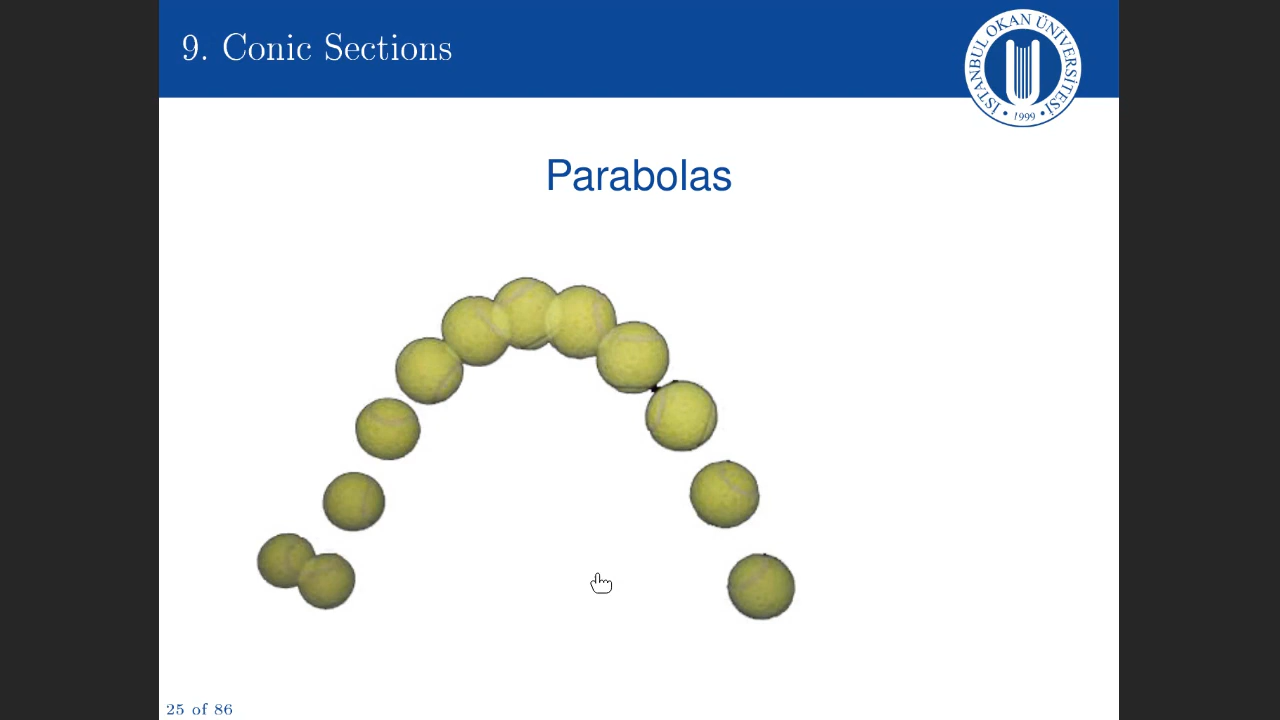 9. Conic Sections
İSTANBUL OKAN ÜNİVERSİTESİ
• 1999 •
Parabolas
25 of 86